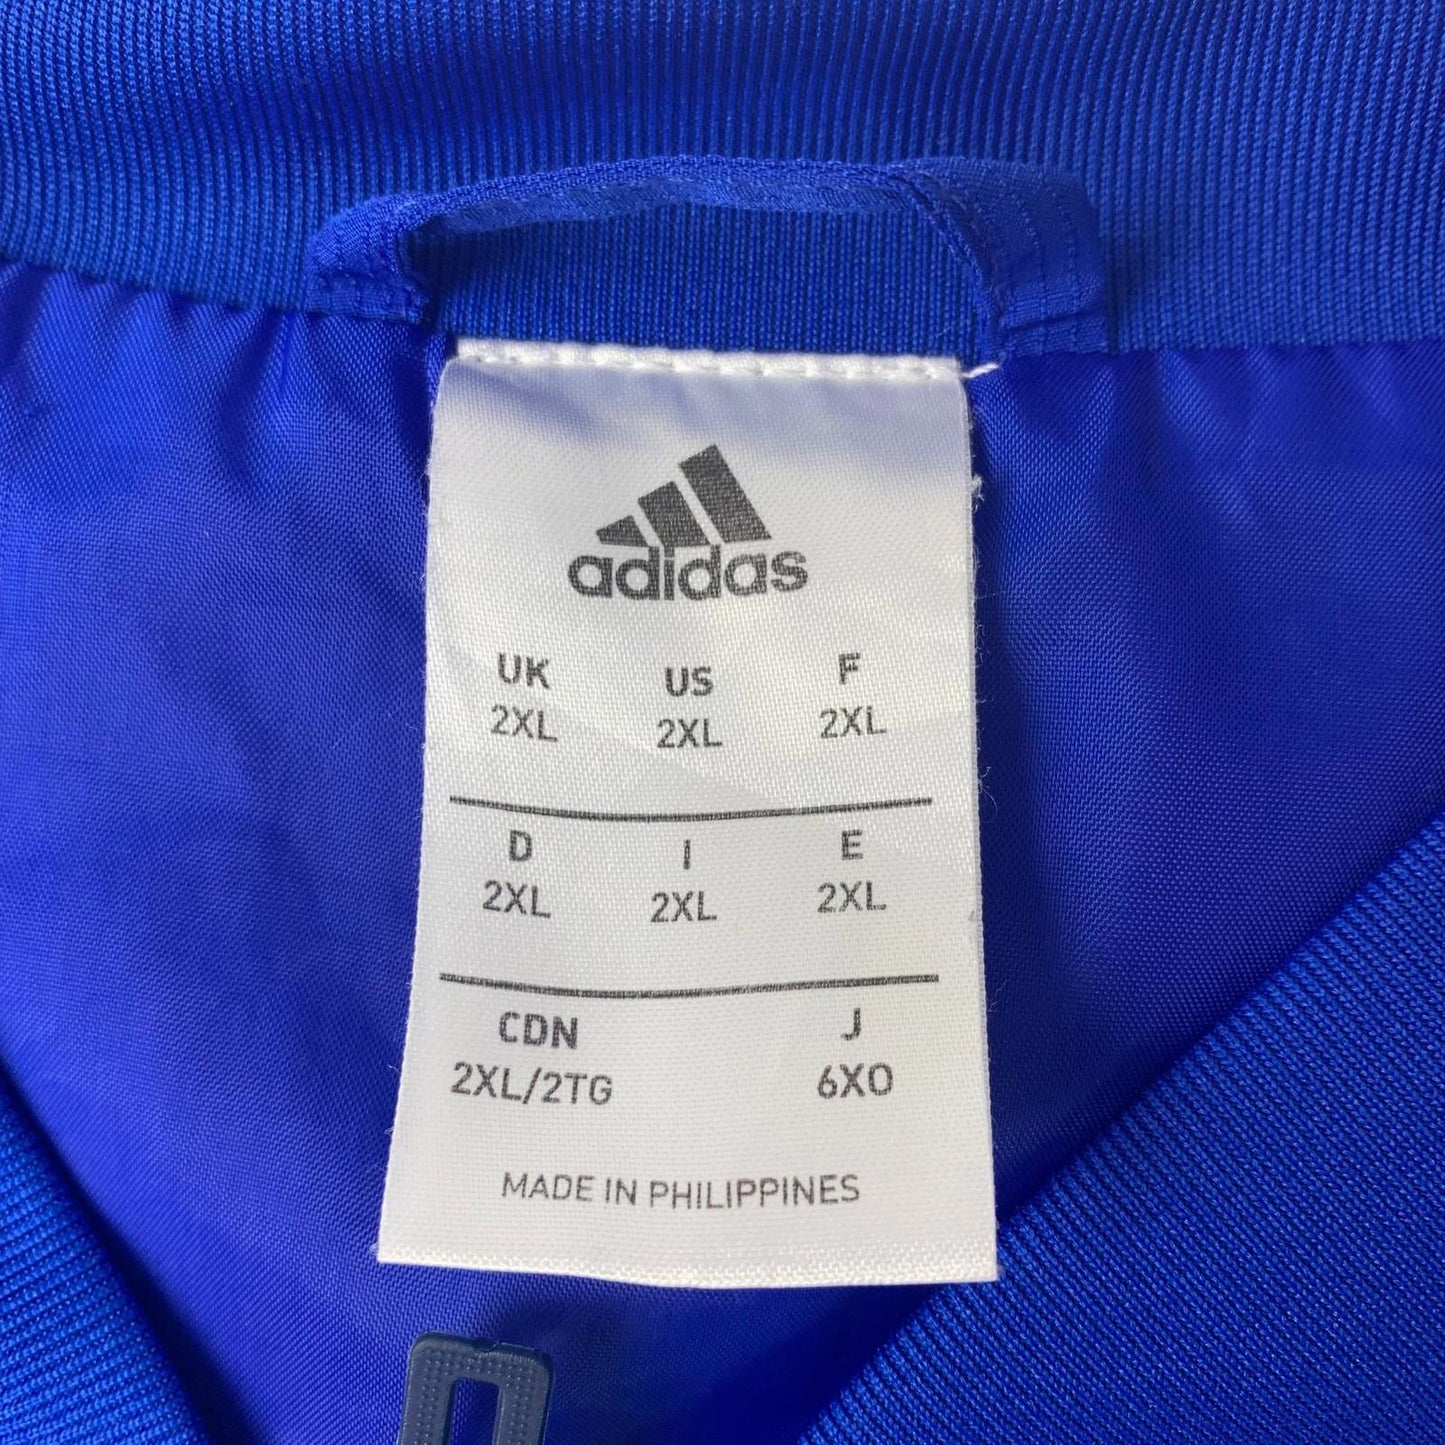 adidas
UK US F
2XL 2XL 2XL
D I E
2XL 2XL 2XL
CDN J
2XL/2TG 6XO
MADE IN PHILIPPINES